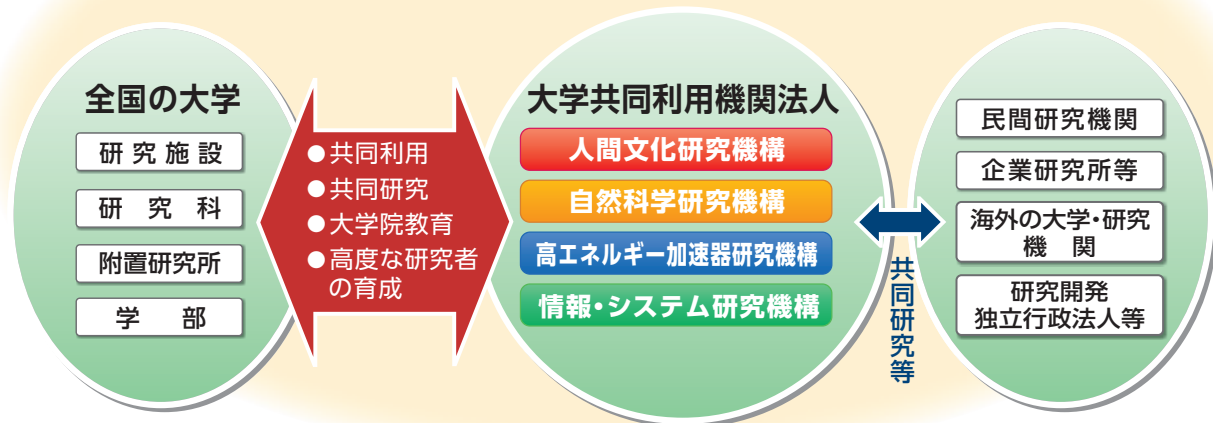 全国の大学
研究施設
研究科
附置研究所
学部
●共同利用
●共同研究
●大学院教育
●高度な研究者
の育成
大学共同利用機関法人
人間文化研究機構
自然科学研究機構
高エネルギー加速器研究機構
情報・システム研究機構
共同研究等
民間研究機関
企業研究所等
海外の大学・研究
機関
研究開発
独立行政法人等